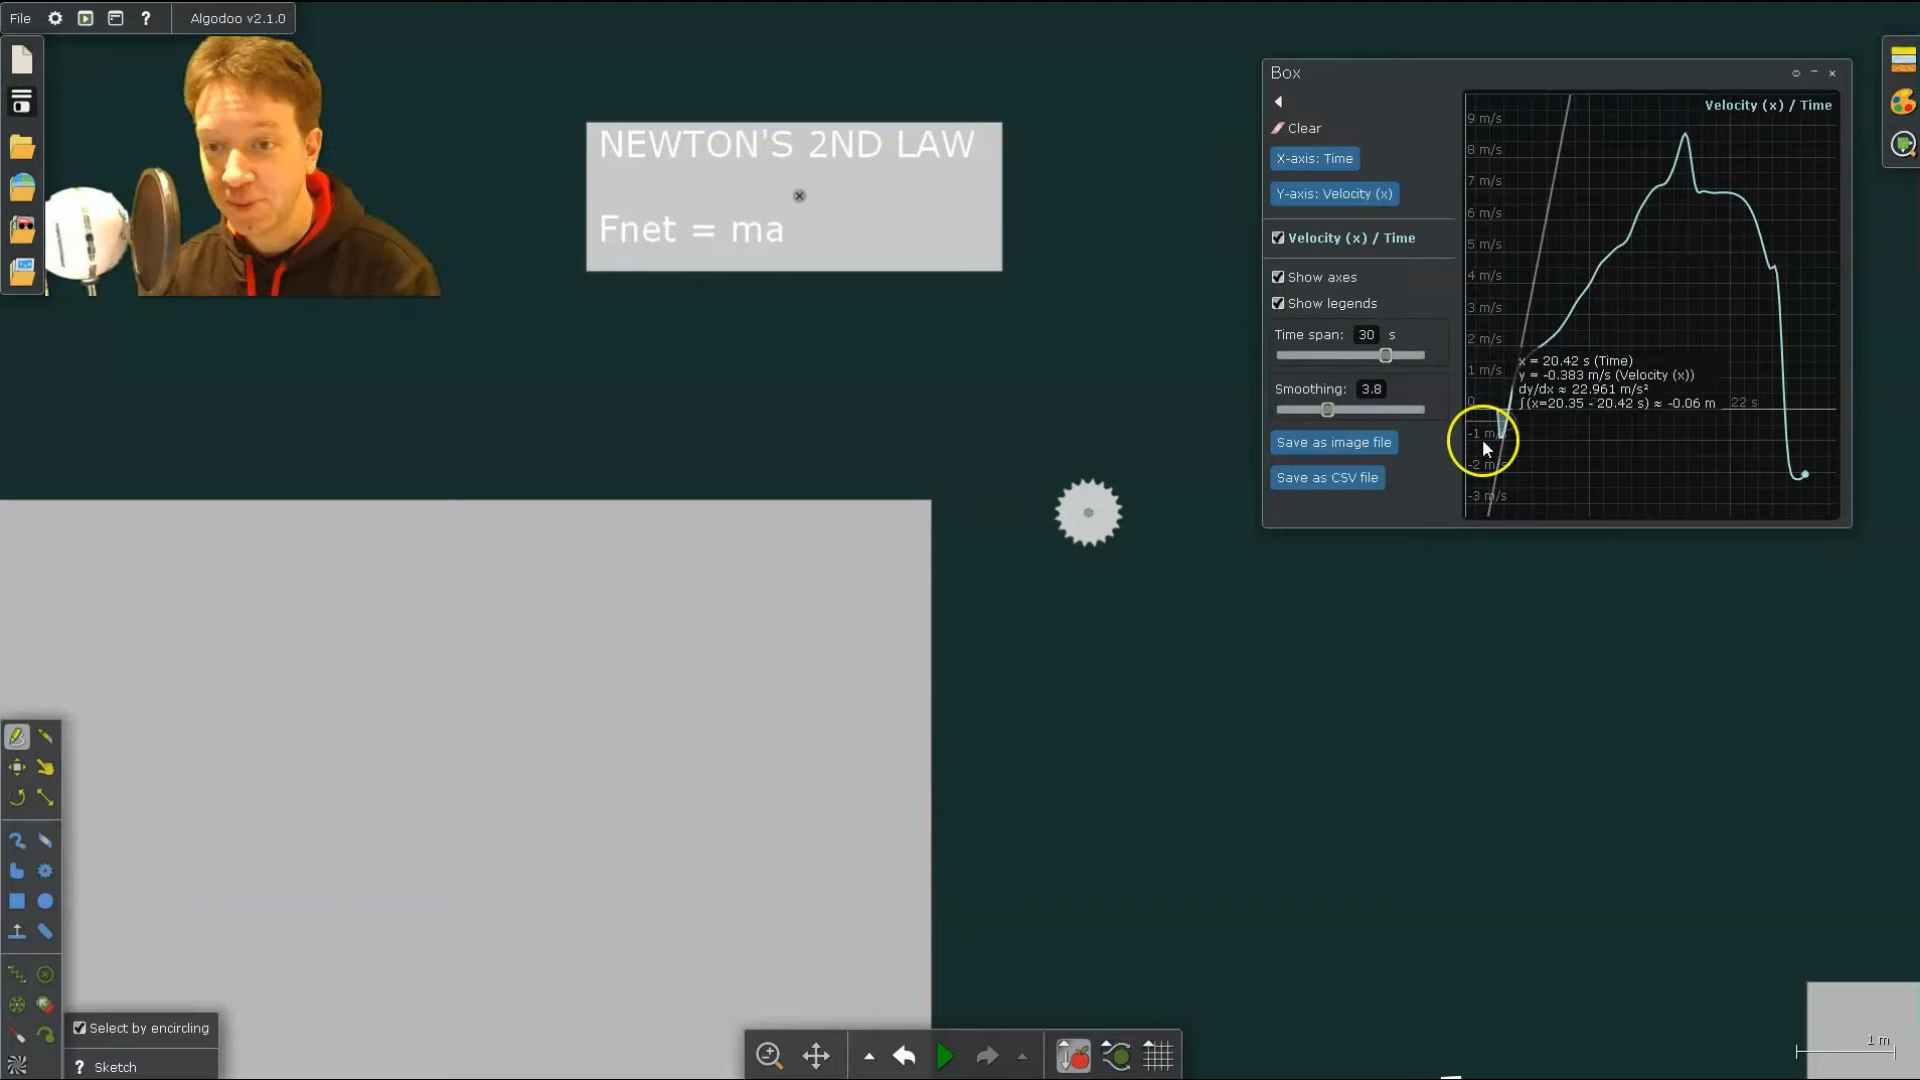 File
?
Algodoo v2.1.0
NEWTON'S 2ND LAW
Fnet = ma
Box
Clear
X-axis: Time
Y-axis: Velocity (x)
Velocity (x) / Time
Show axes
Show legends
Time span: 30 s
Smoothing: 3.8
Save as image file
Save as CSV file
Velocity (x) / Time
9 m/s
8 m/s
7 m/s
6 m/s
5 m/s
4 m/s
3 m/s
2 m/s
1 m/s
0
-1 m/s
-2 m/s
-3 m/s
x = 20.42 s (Time)
y = -0.383 m/s (Velocity (x))
dy/dx ≈ 22.961 m/s²
∫(x=20.35 - 20.42 s) ≈ -0.06 m
22 s
Select by encircling
? Sketch
1 m